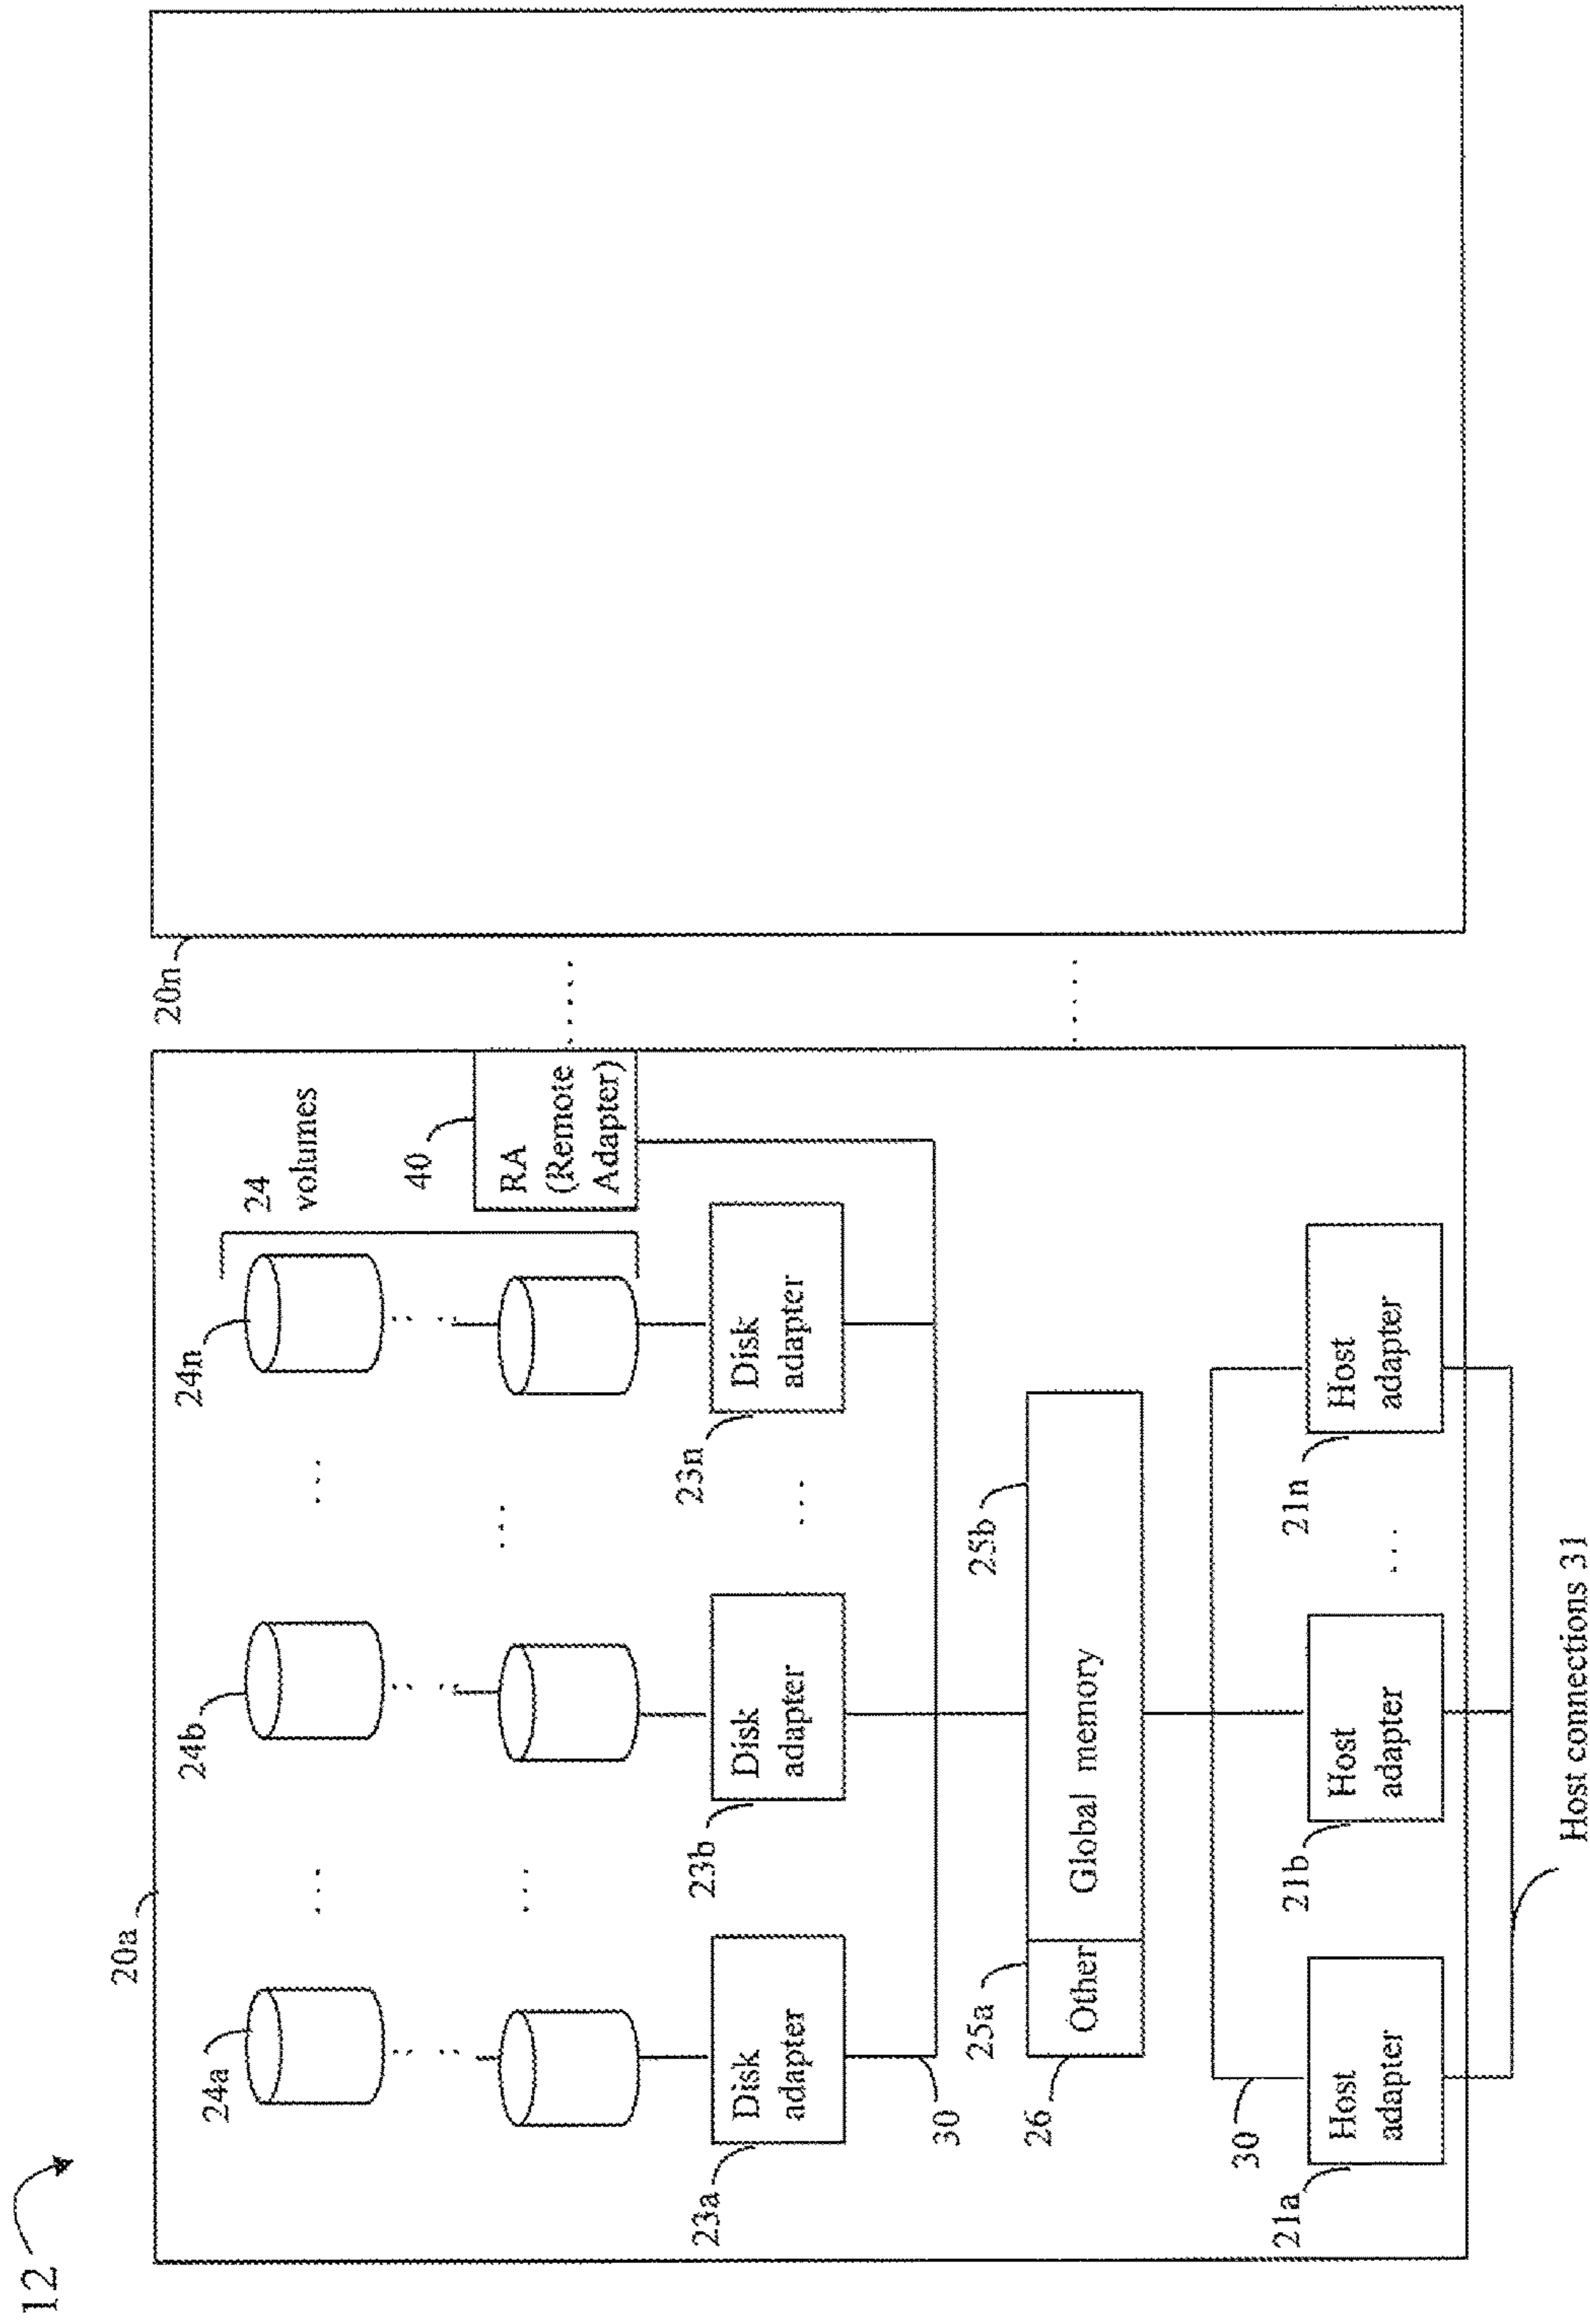 12
20a
20n
24a
24b
24n
24
volumes
40
RA
(Remote
Adapter)
23a
Disk
adapter
23b
Disk
adapter
23n
Disk
adapter
30
25a
25b
26
Other
Global memory
30
21a
Host
adapter
21b
Host
adapter
21n
Host
adapter
Host connections 31